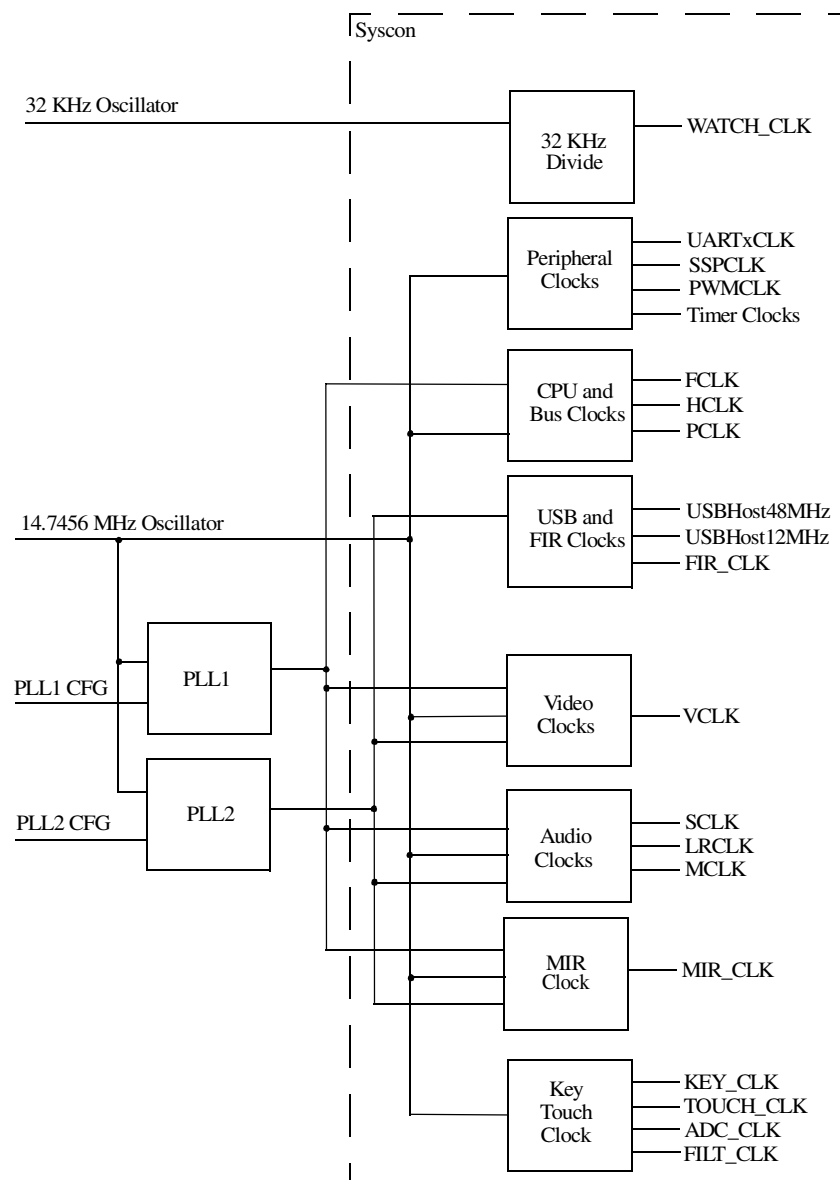 Syscon
32 KHz Oscillator
32 KHz
Divide
WATCH_CLK
Peripheral
Clocks
UARTxCLK
SSPCLK
PWMCLK
Timer Clocks
CPU and
Bus Clocks
FCLK
HCLK
PCLK
14.7456 MHz Oscillator
USB and
FIR Clocks
USBHost48MHz
USBHost12MHz
FIR_CLK
PLL1 CFG
PLL1
Video
Clocks
VCLK
PLL2 CFG
PLL2
Audio
Clocks
SCLK
LRCLK
MCLK
MIR
Clock
MIR_CLK
Key
Touch
Clock
KEY_CLK
TOUCH_CLK
ADC_CLK
FILT_CLK